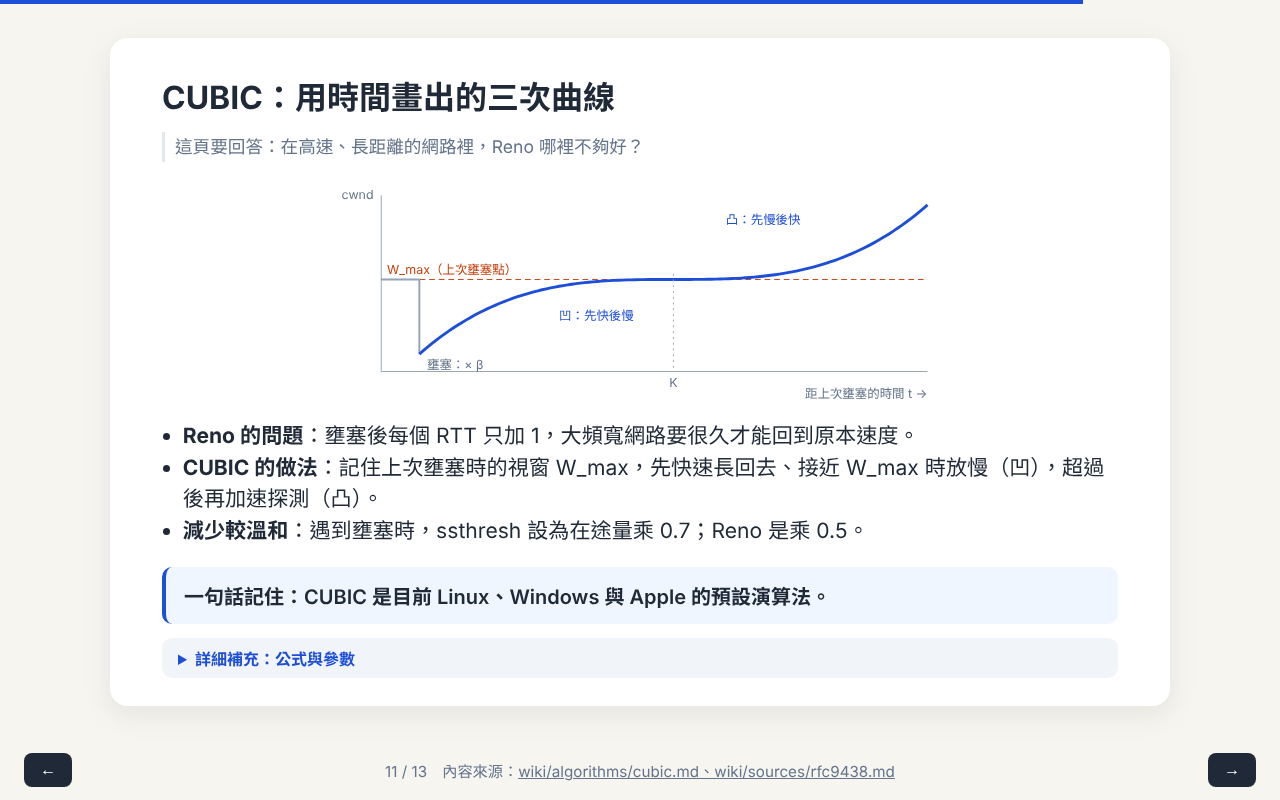 CUBIC：用時間畫出的三次曲線
這頁要回答：在高速、長距離的網路裡，Reno 哪裡不夠好？
cwnd
凸：先慢後快
W_max（上次壅塞點）
凹：先快後慢
壅塞：× β
K
距上次壅塞的時間 t →
• Reno 的問題：壅塞後每個 RTT 只加 1，大頻寬網路要很久才能回到原本速度。
• CUBIC 的做法：記住上次壅塞時的視窗 W_max，先快速長回去、接近 W_max 時放慢（凹），超過
後再加速探測（凸）。
• 減少較溫和：遇到壅塞時，ssthresh 設為在途量乘 0.7；Reno 是乘 0.5。
一句話記住：CUBIC 是目前 Linux、Windows 與 Apple 的預設演算法。
▶ 詳細補充：公式與參數
← 11 / 13 內容來源：wiki/algorithms/cubic.md、wiki/sources/rfc9438.md →